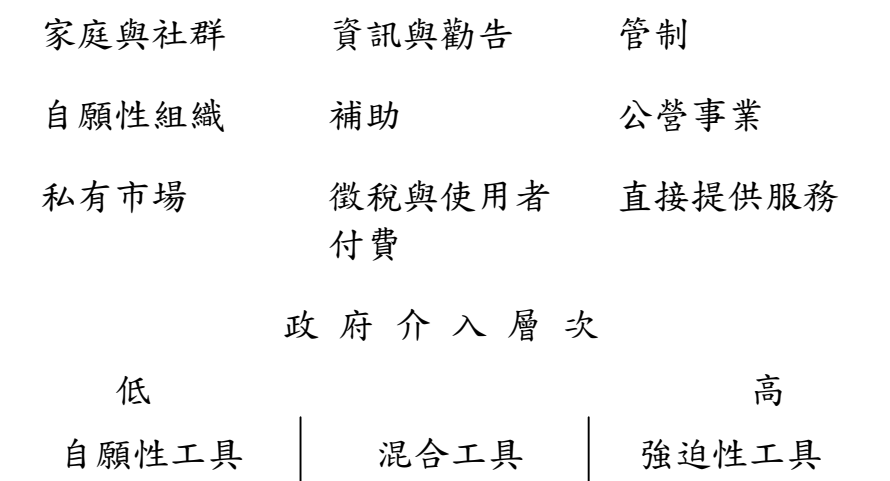 家庭與社群 資訊與勸告 管制
自願性組織 補助 公營事業
私有市場 徵稅與使用者 直接提供服務
付費
政府介入層次
低 高
自願性工具 混合工具 強迫性工具